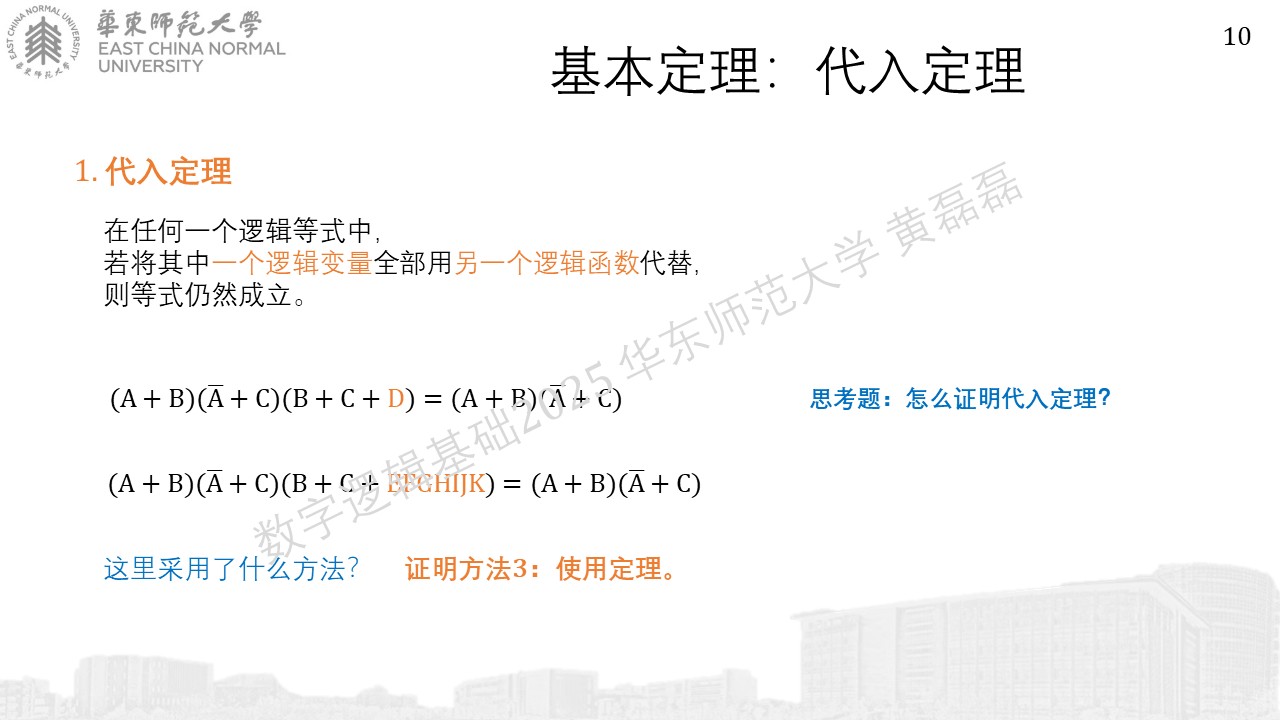 華東師範大學
EAST CHINA NORMAL
UNIVERSITY
EAST CHINA NORMAL UNIVERSITY
華東師範大學
10
基本定理：代入定理
1. 代入定理
在任何一个逻辑等式中，
若将其中一个逻辑变量全部用另一个逻辑函数代替，
则等式仍然成立。
(A + B)(A̅ + C)(B + C + D) = (A + B)(A̅ + C)
思考题：怎么证明代入定理？
(A + B)(A̅ + C)(B + C + BEGHIJK) = (A + B)(A̅ + C)
这里采用了什么方法？ 证明方法3：使用定理。
数字逻辑基础2025 华东师范大学 黄磊磊